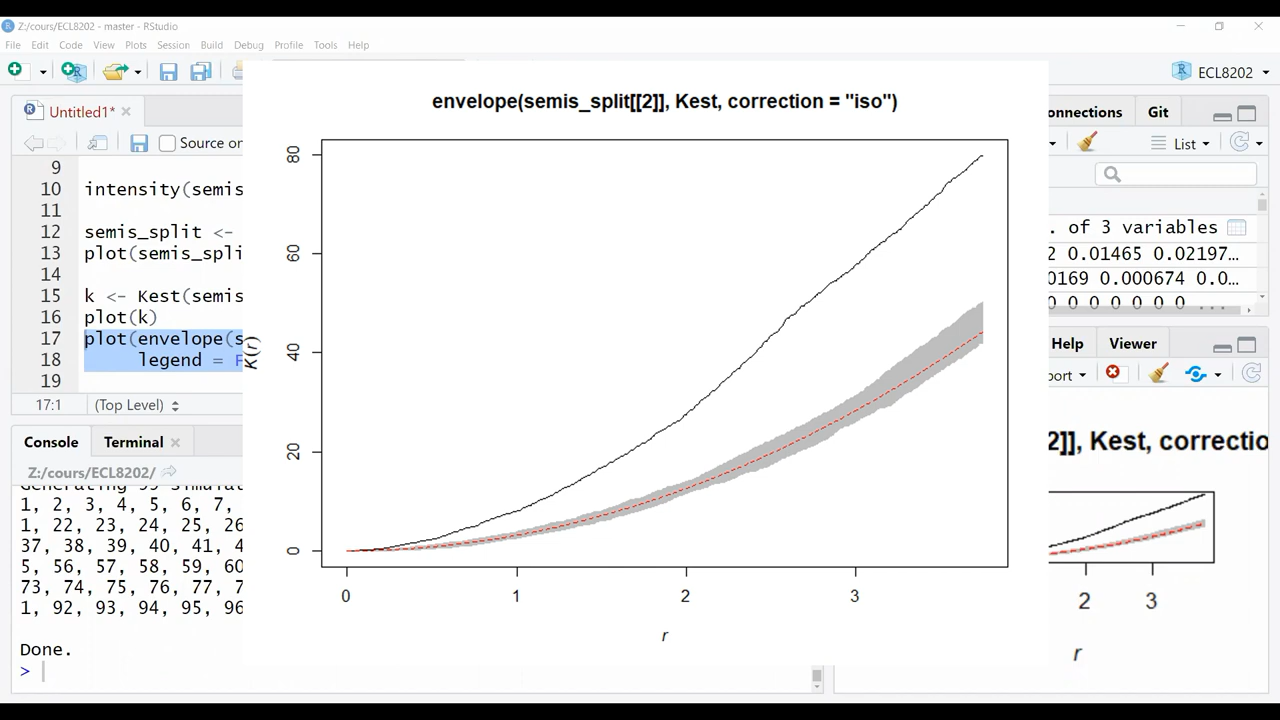 Z:/cours/ECL8202 - master - RStudio
File Edit Code View Plots Session Build Debug Profile Tools Help
ECL8202
Untitled1*
onnections Git
Source on
List
9
10 intensity(semis
11
12 semis_split <-
13 plot(semis_spli
14
15 k <- Kest(semis
16 plot(k)
17 plot(envelope(s
18 legend = F
19
17:1 (Top Level)
Console Terminal
Z:/cours/ECL8202/
1, 2, 3, 4, 5, 6, 7,
1, 22, 23, 24, 25, 26
37, 38, 39, 40, 41, 4
5, 56, 57, 58, 59, 60
73, 74, 75, 76, 77, 7
1, 92, 93, 94, 95, 96
Done.
>
envelope(semis_split[[2]], Kest, correction = "iso")
80
60
40
20
0
K(r)
0 1 2 3
r
. of 3 variables
2 0.01465 0.02197…
0169 0.000674 0.0…
Help Viewer
port
2]], Kest, correctio
2 3
r